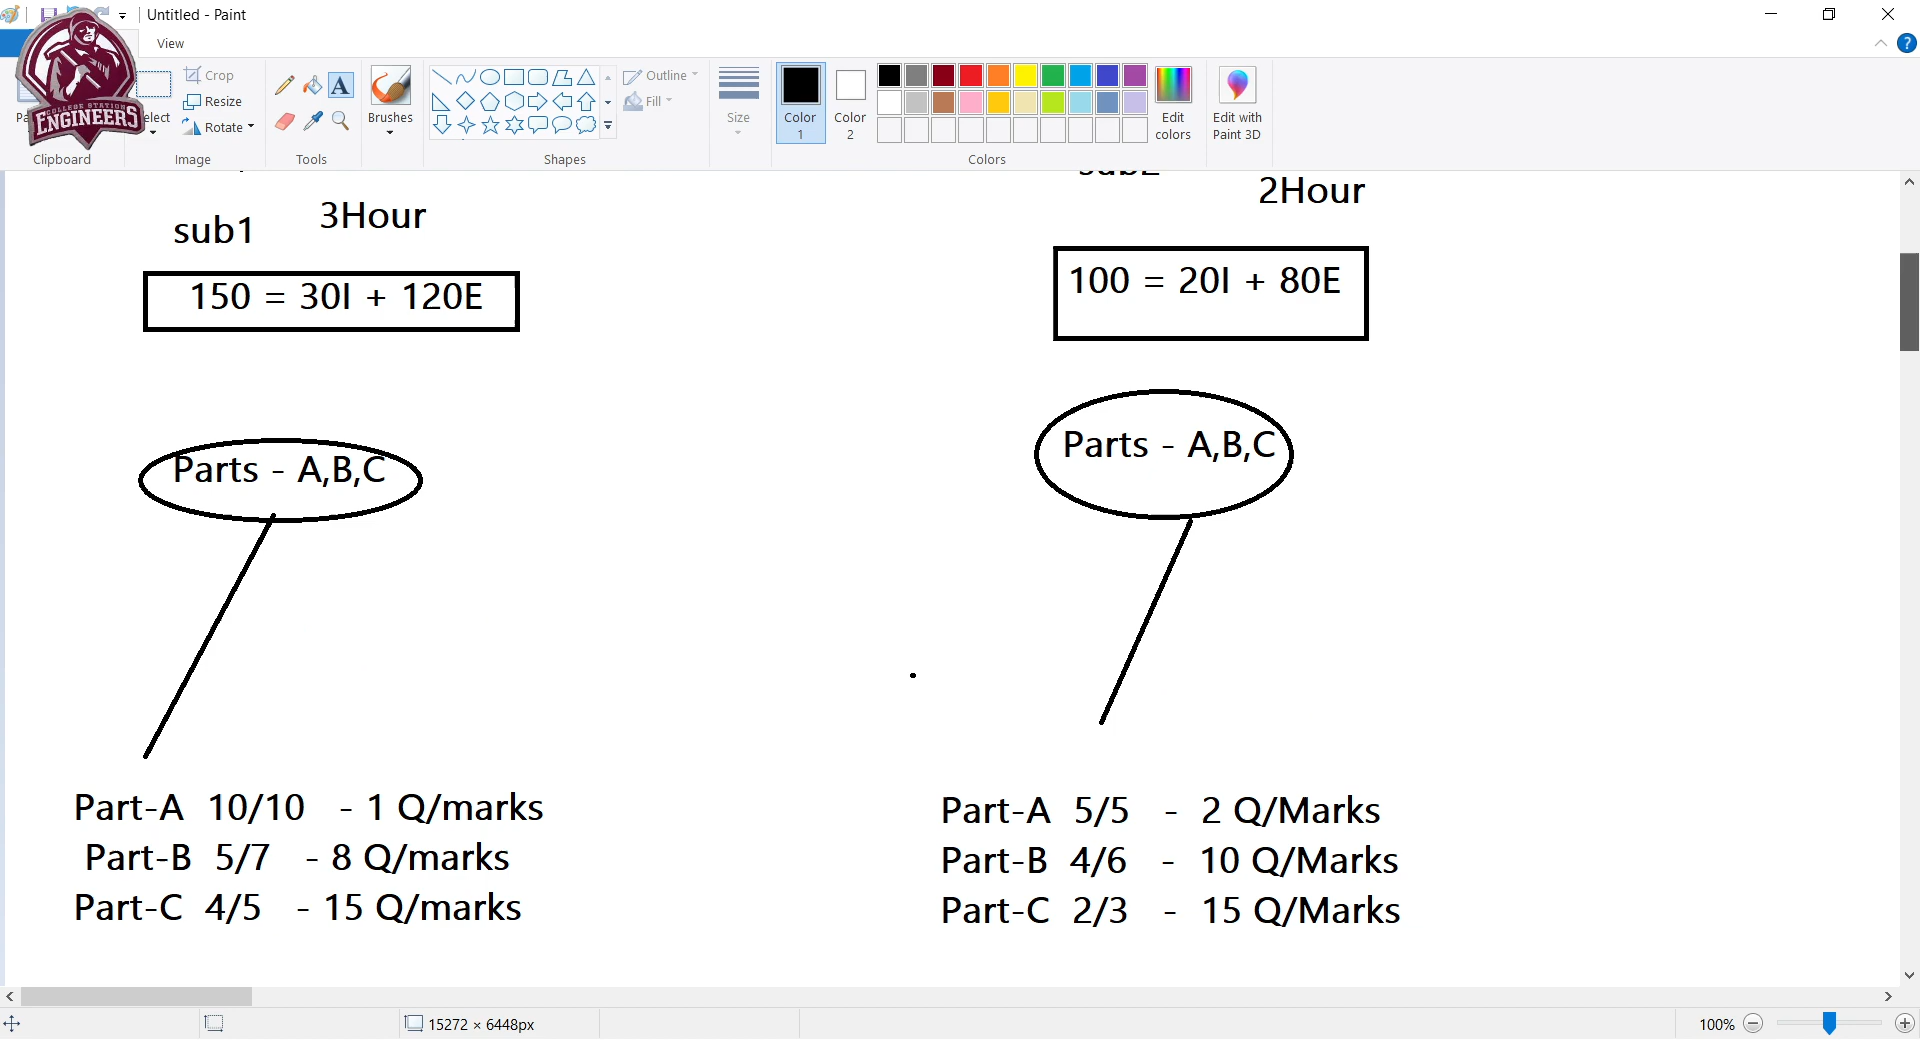 Untitled - Paint
View
Crop
Resize
Rotate
Image
Clipboard
Tools
Brushes
Outline
Fill
Shapes
Size
Color 1
Color 2
Edit colors
Edit with Paint 3D
Colors
COLLEGE STATION
ENGINEERS
sub1
3Hour
150 = 30I + 120E
Parts - A,B,C
Part-A 10/10 - 1 Q/marks
Part-B 5/7 - 8 Q/marks
Part-C 4/5 - 15 Q/marks
2Hour
100 = 20I + 80E
Parts - A,B,C
Part-A 5/5 - 2 Q/Marks
Part-B 4/6 - 10 Q/Marks
Part-C 2/3 - 15 Q/Marks
15272 × 6448px
100%